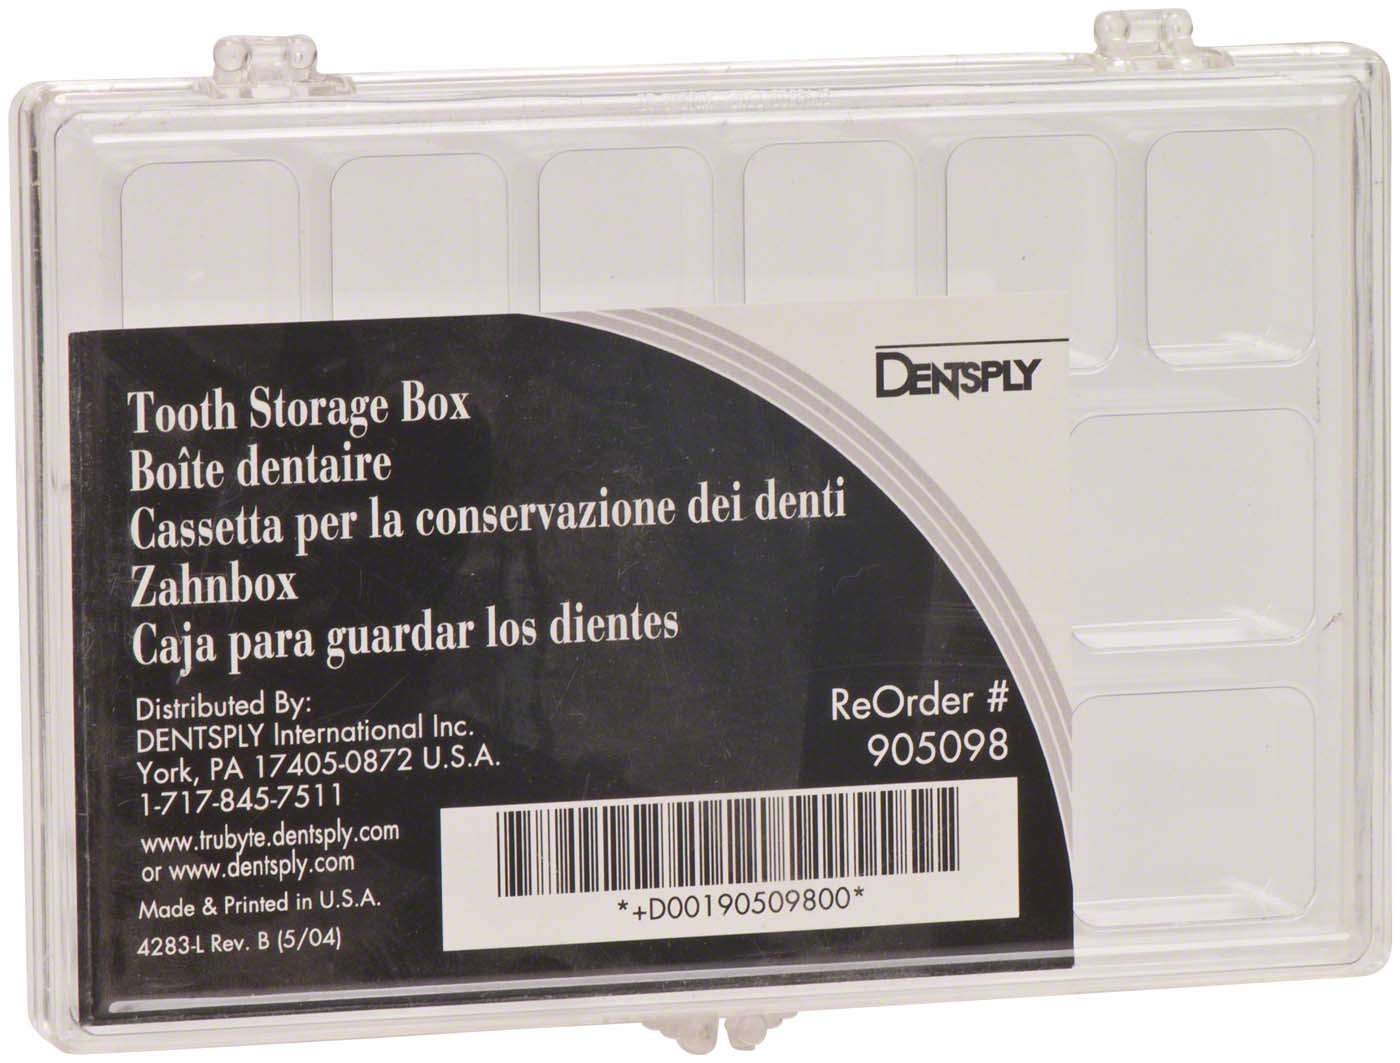 DENTSPLY
Tooth Storage Box
Boîte dentaire
Cassetta per la conservazione dei denti
Zahnbox
Caja para guardar los dientes
Distributed By:
DENTSPLY International Inc.
York, PA 17405-0872 U.S.A.
1-717-845-7511
www.trubyte.dentsply.com
or www.dentsply.com
Made & Printed in U.S.A.
4283-L Rev. B (5/04)
ReOrder #
905098
*+D00190509800*